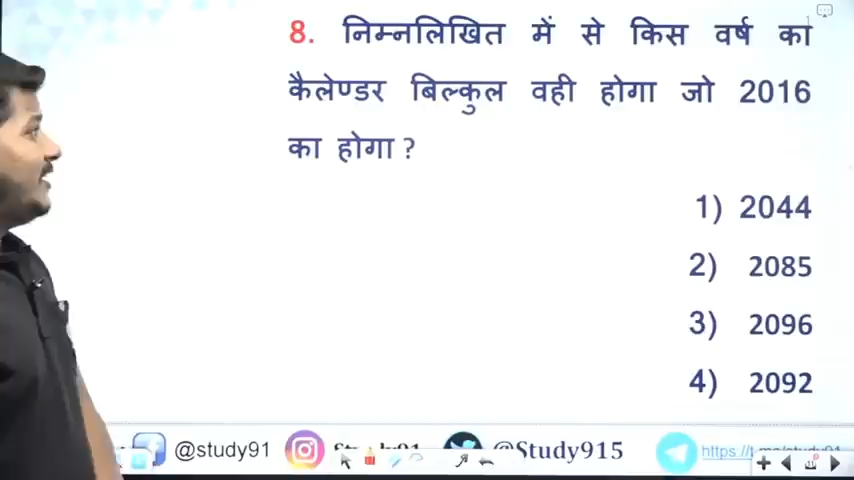 8. निम्नलिखित में से किस वर्ष का
कैलेण्डर बिल्कुल वही होगा जो 2016
का होगा ?
1) 2044
2) 2085
3) 2096
4) 2092
@study91
@Study915